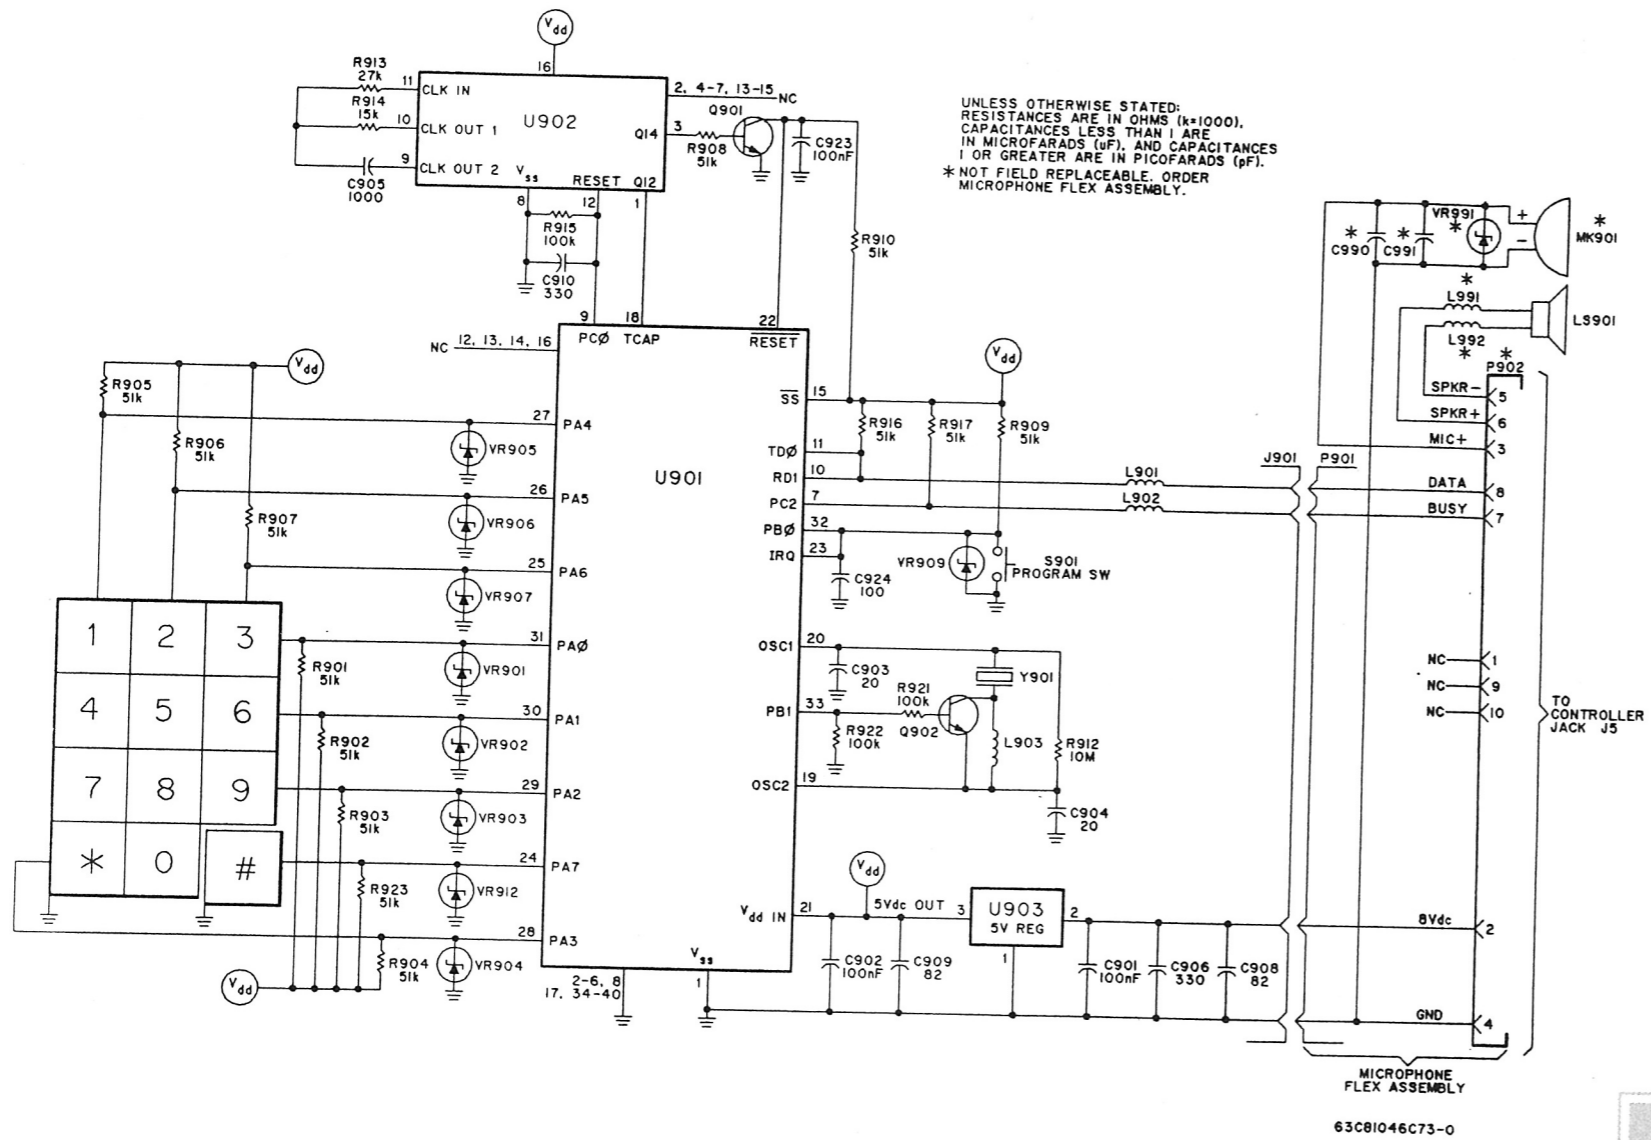 Vdd
16
R913
27k
11
CLK IN
R914
15k
10
CLK OUT 1
9
CLK OUT 2
C905
1000
U902
2, 4-7, 13-15 NC
Q14
3
R908
51k
Q901
C923
100nF
Vss
RESET
Q12
8
12
1
R915
100k
C910
330
R910
51k
UNLESS OTHERWISE STATED:
RESISTANCES ARE IN OHMS (k=1000),
CAPACITANCES LESS THAN 1 ARE
IN MICROFARADS (uF), AND CAPACITANCES
1 OR GREATER ARE IN PICOFARADS (pF).
* NOT FIELD REPLACEABLE. ORDER
MICROPHONE FLEX ASSEMBLY.
VR991
*
+
-
*
MK901
*
C990
*
C991
*
L991
L992
*
LS901
*
P902
SPKR-
5
SPKR+
6
MIC+
3
J901
P901
DATA
8
BUSY
7
NC
1
NC
9
NC
10
TO
CONTROLLER
JACK J5
8Vdc
2
GND
4
MICROPHONE
FLEX ASSEMBLY
63C81046C73-O
NC 12, 13, 14, 16
9
PCØ
18
TCAP
22
RESET
U901
SS
15
TDØ
11
RD1
10
PC2
7
PBØ
32
IRQ
23
OSC1
20
PB1
33
OSC2
19
Vdd IN
21
Vss
1
2-6, 8
17, 34-40
Vdd
R916
51k
R917
51k
R909
51k
L901
L902
VR909
S901
PROGRAM SW
C924
100
C903
20
Y901
R921
100k
Q902
R922
100k
L903
R912
10M
C904
20
Vdd
5Vdc OUT
3
U903
5V REG
2
1
C902
100nF
C909
82
C901
100nF
C906
330
C908
82
Vdd
R905
51k
R906
51k
R907
51k
27
PA4
VR905
26
PA5
VR906
25
PA6
VR907
31
PAØ
VR901
R901
51k
30
PA1
VR902
R902
51k
29
PA2
VR903
R903
51k
24
PA7
VR912
R923
51k
28
PA3
VR904
R904
51k
Vdd
1 2 3
4 5 6
7 8 9
* 0 #